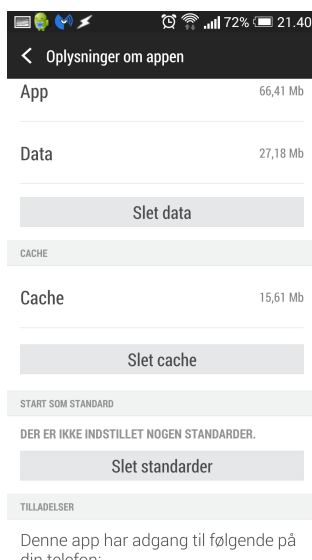 72% 21.40
Oplysninger om appen
App 66,41 Mb
Data 27,18 Mb
Slet data
CACHE
Cache 15,61 Mb
Slet cache
START SOM STANDARD
DER ER IKKE INDSTILLET NOGEN STANDARDER.
Slet standarder
TILLADELSER
Denne app har adgang til følgende på
din telefon: